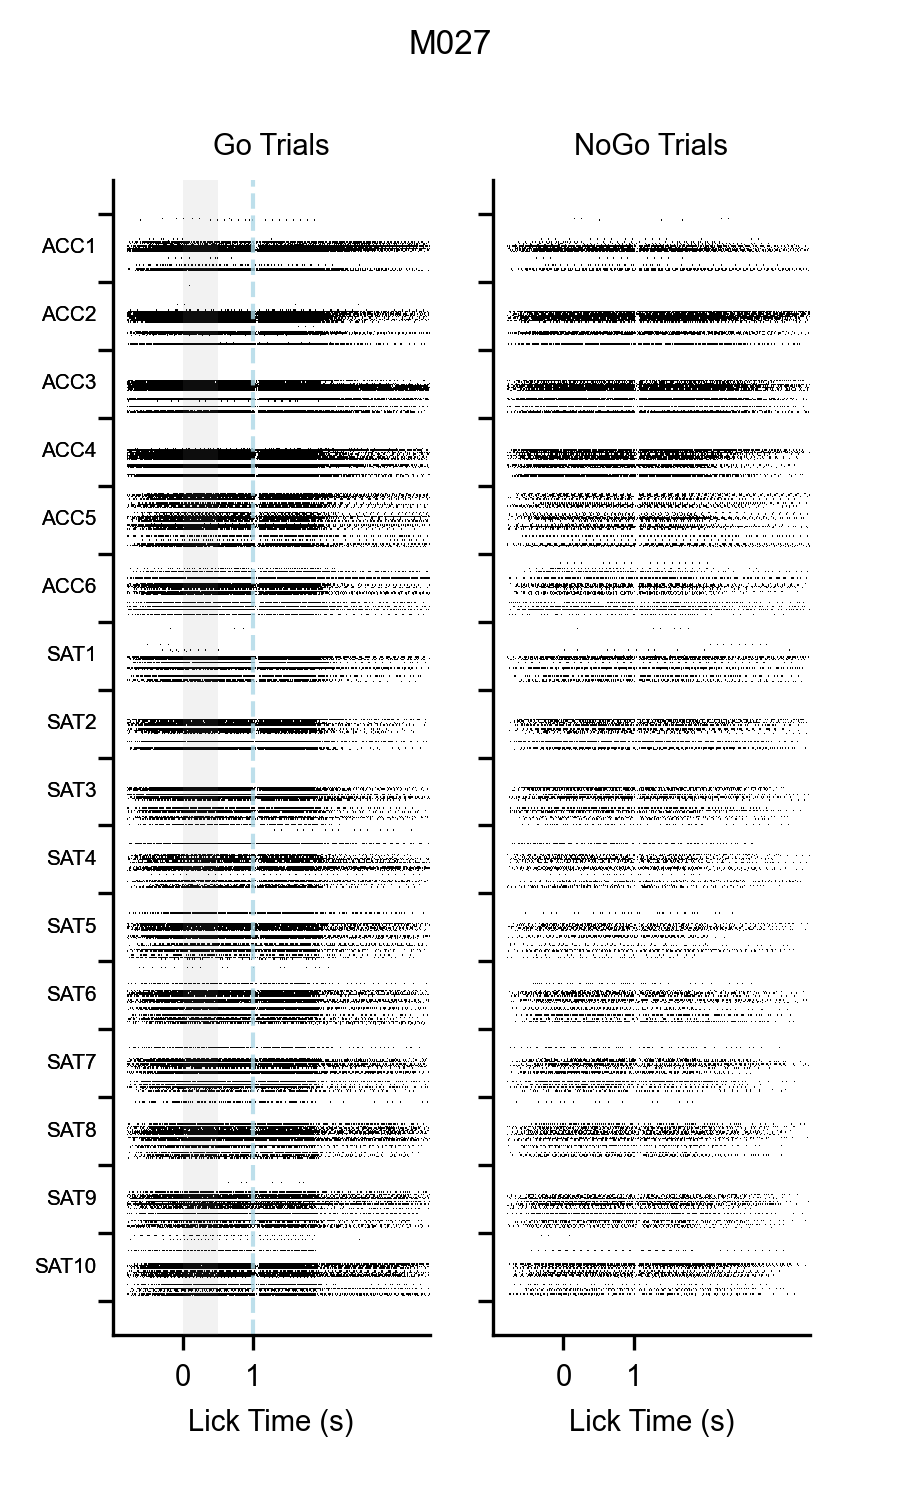 M027
Go Trials
NoGo Trials
ACC1
ACC2
ACC3
ACC4
ACC5
ACC6
SAT1
SAT2
SAT3
SAT4
SAT5
SAT6
SAT7
SAT8
SAT9
SAT10
0 1
0 1
Lick Time (s)
Lick Time (s)